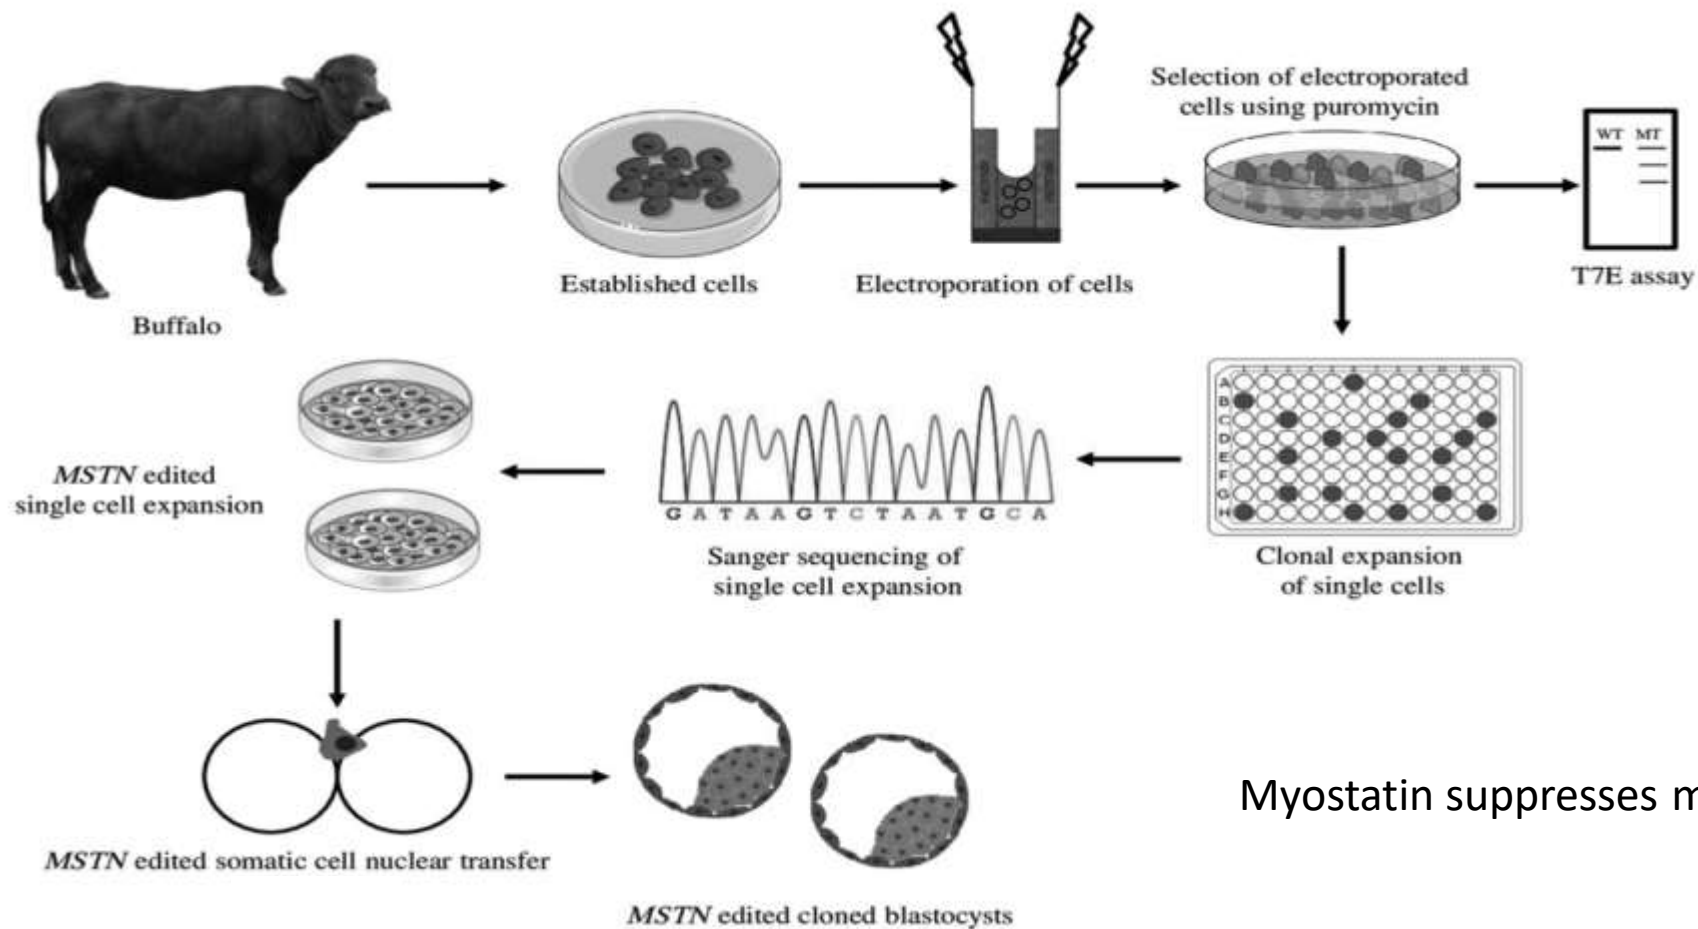 Selection of electroporated
cells using puromycin
WT MT
Buffalo
Established cells
Electroporation of cells
T7E assay
A
B
C
D
E
F
G
H
MSTN edited
single cell expansion
G A T A A G T C T A A T G C A
Sanger sequencing of
single cell expansion
Clonal expansion
of single cells
Myostatin suppresses m
MSTN edited somatic cell nuclear transfer
MSTN edited cloned blastocysts